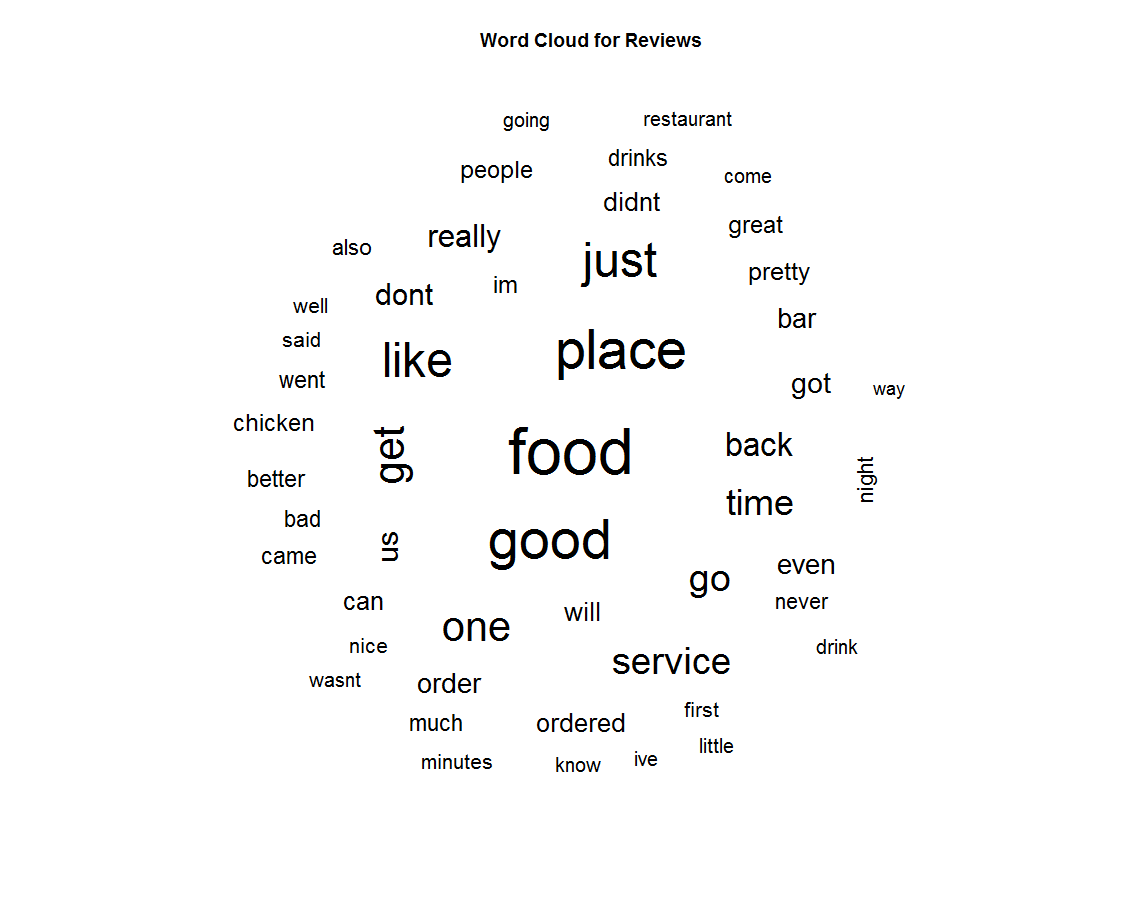 Word Cloud for Reviews
going
restaurant
drinks
people
come
didnt
great
really
also
just
pretty
im
dont
well
bar
said
place
like
went
got
way
chicken
back
food
get
better
night
time
bad
good
us
came
even
go
can
never
will
one
nice
drink
service
wasnt
order
first
much
ordered
little
ive
minutes
know